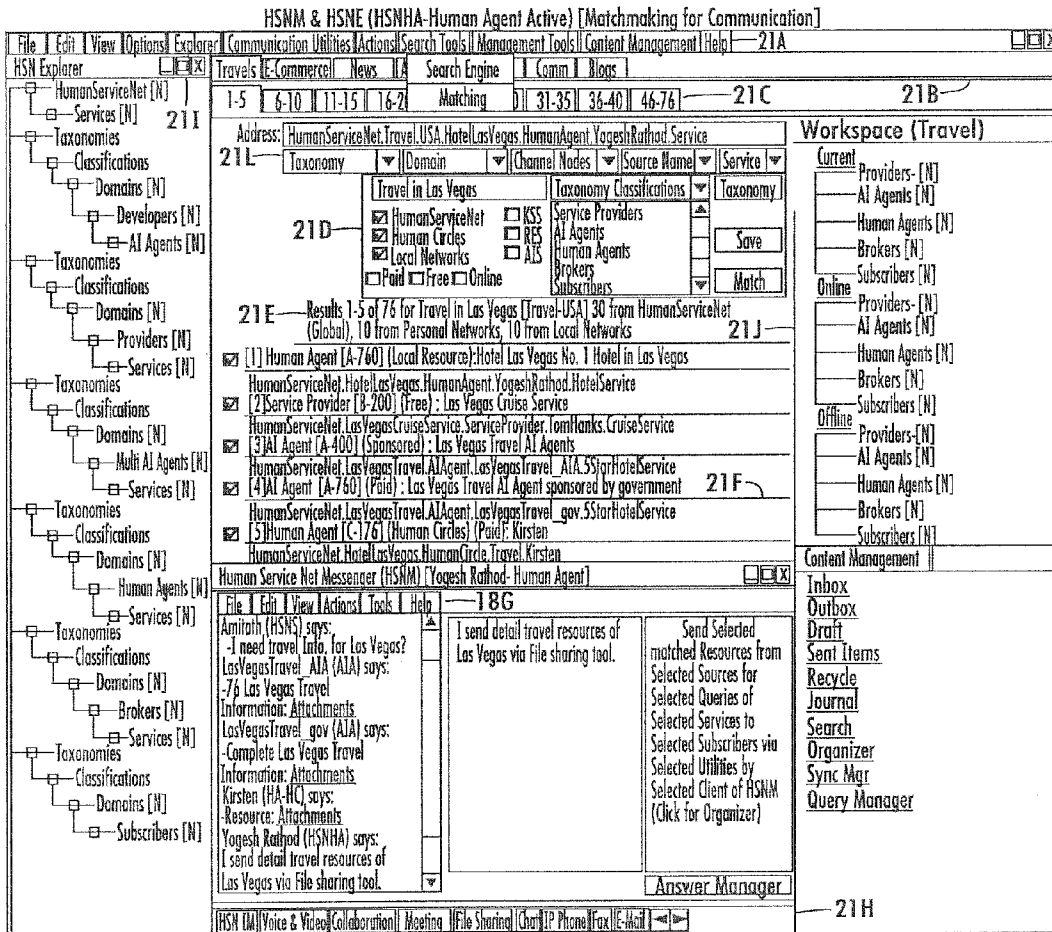 HSNM & HSNE (HSNHA-Human Agent Active) [Matchmaking for Communication]
File Edit View Options Explorer Communication Utilities Actions Search Tools Management Tools Content Management Help 21A
HSN Explorer
21I
HumanServiceNet [N]
Services [N]
Taxonomies
Classifications
Domains [N]
Developers [N]
AI Agents [N]
Taxonomies
Classifications
Domains [N]
Providers [N]
Services [N]
Taxonomies
Classifications
Domains [N]
Multi AI Agents [N]
Services [N]
Taxonomies
Classifications
Domains [N]
Human Agents [N]
Services [N]
Taxonomies
Classifications
Domains [N]
Brokers [N]
Services [N]
Taxonomies
Classifications
Domains [N]
Subscribers [N]
Travels E-Commerce News A Search Engine Comm Blogs
21B
1-5 6-10 11-15 16-2 Matching 31-35 36-40 46-76 21C
Address: HumanServiceNet.Travel.USA.HotelLasVegas.HumanAgent.YogeshRathod.Service
21L
Taxonomy Domain Channel Nodes Source Name Service
Travel in Las Vegas Taxonomy Classifications Taxonomy
21D
HumanServiceNet KSS
Human Circles RES
Local Networks AIS
Paid Free Online
Service Providers
AI Agents
Human Agents
Brokers
Subscribers
Save
Match
21E
Results 1-5 of 76 for Travel in Las Vegas [Travel-USA] 30 from HumanServiceNet
(Global), 10 from Personal Networks, 10 from Local Networks
21J
[1] Human Agent [A-760] (Local Resource):Hotel Las Vegas No. 1 Hotel in Las Vegas
HumanServiceNet.HotelLasVegas.HumanAgent.YogeshRathod.HotelService
[2]Service Provider [B-200] (Free) : Las Vegas Cruise Service
HumanServiceNet.LasVegasCruiseService.ServiceProvider.TomHanks.CruiseService
[3]AI Agent [A-400] (Sponsored) : Las Vegas Travel AI Agents
HumanServiceNet.LasVegasTravel.AIAgent.LasVegasTravel_AIA.5StarHotelService
[4]AI Agent [A-760] (Paid) : Las Vegas Travel AI Agent sponsored by government
21F
HumanServiceNet.LasVegasTravel.AIAgent.LasVegasTravel_gov.5StarHotelService
[5]Human Agent [C-176] (Human Circles) (Paid): Kirsten
HumanServiceNet.HotelLasVegas.HumanCircle.Travel.Kirsten
Human Service Net Messenger (HSNM) [Yogesh Rathod- Human Agent]
File Edit View Actions Tools Help 18G
Amitath (HSNS) says:
-I need travel Info. for Las Vegas?
LasVegasTravel_AIA (AIA) says:
-76 Las Vegas Travel
Information: Attachments
LasVegasTravel_gov (AIA) says:
-Complete Las Vegas Travel
Information: Attachments
Kirsten (HA-HC) says:
-Resource: Attachments
Yogesh Rathod (HSNHA) says:
I send detail travel resources of
Las Vegas via File sharing tool.
I send detail travel resources of
Las Vegas via File sharing tool.
Send Selected
matched Resources from
Selected Sources for
Selected Queries of
Selected Services to
Selected Subscribers via
Selected Utilities by
Selected Client of HSNM
(Click for Organizer)
Answer Manager
HSN IM Voice & Video Collaboration Meeting File Sharing Chat IP Phone Fax E-Mail
Workspace (Travel)
Current
Providers- [N]
AI Agents [N]
Human Agents [N]
Brokers [N]
Subscribers [N]
Online
Providers- [N]
AI Agents [N]
Human Agents [N]
Brokers [N]
Subscribers [N]
Offline
Providers-[N]
AI Agents [N]
Human Agents [N]
Brokers [N]
Subscribers [N]
Content Management
Inbox
Outbox
Draft
Sent Items
Recycle
Journal
Search
Organizer
Sync Mgr
Query Manager
21H